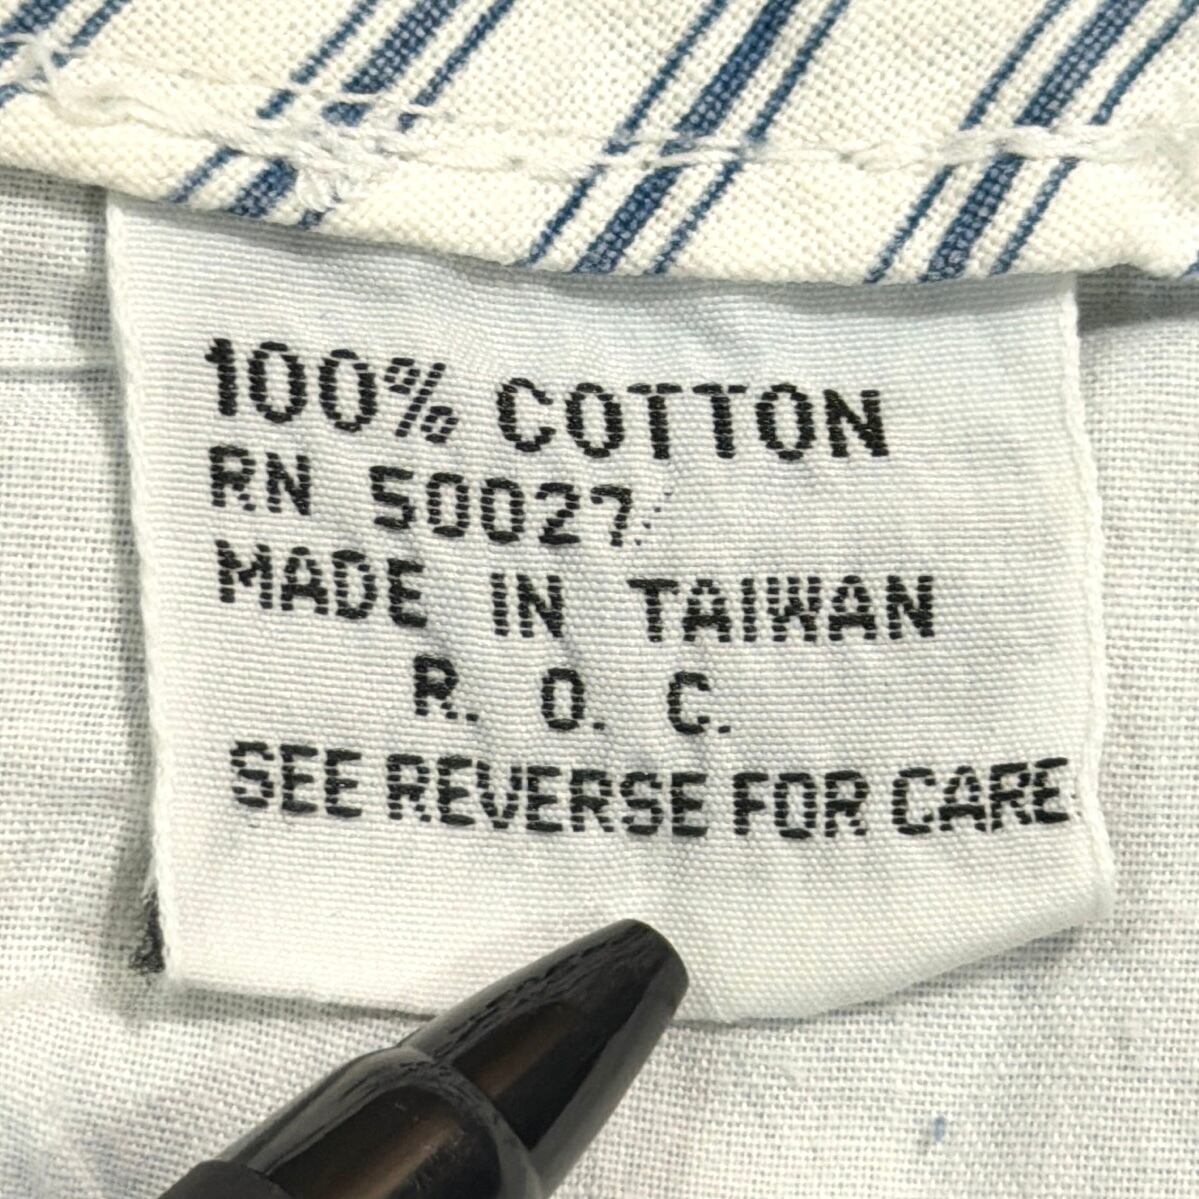 100% COTTON
RN 50027
MADE IN TAIWAN
R. O. C.
SEE REVERSE FOR CARE